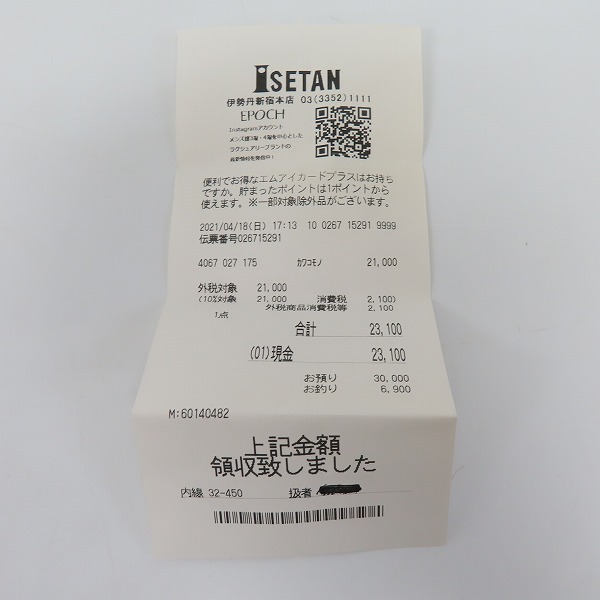 ISETAN
伊勢丹新宿本店 03(3352)1111
EPOCH
Instagramアカウント
メンズ館3階・4階を中心とした
ラグジュアリーブランドの
最新情報を発信中！
便利でお得なエムアイカードプラスはお持ち
ですか。貯まったポイントは1ポイントから
使えます。※一部対象除外品がございます。
2021/04/18(日) 17:13 10 0267 15291 9999
伝票番号026715291
4067 027 175 カワコモノ 21,000
外税対象 21,000
(10%対象 21,000 消費税 2,100)
外税商品消費税等 2,100
1点
合計 23,100
(01)現金 23,100
お預り 30,000
お釣り 6,900
M:60140482
上記金額
領収致しました
内線 32-450 扱者